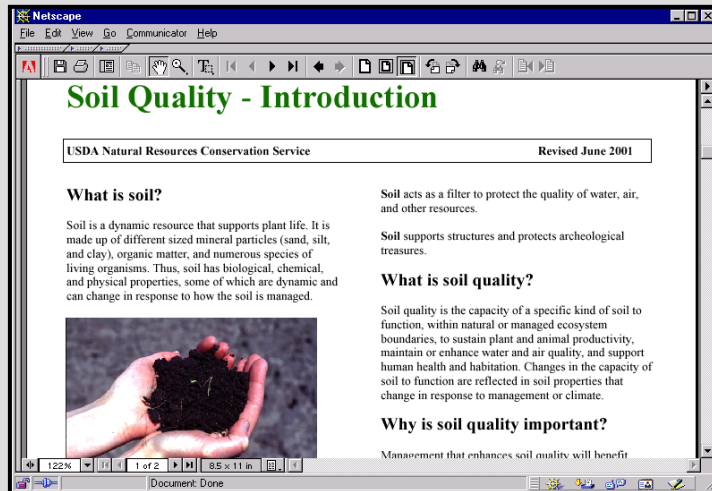 Netscape
File Edit View Go Communicator Help
Soil Quality - Introduction
USDA Natural Resources Conservation Service Revised June 2001
What is soil?
Soil is a dynamic resource that supports plant life. It is
made up of different sized mineral particles (sand, silt,
and clay), organic matter, and numerous species of
living organisms. Thus, soil has biological, chemical,
and physical properties, some of which are dynamic and
can change in response to how the soil is managed.
Soil acts as a filter to protect the quality of water, air,
and other resources.
Soil supports structures and protects archeological
treasures.
What is soil quality?
Soil quality is the capacity of a specific kind of soil to
function, within natural or managed ecosystem
boundaries, to sustain plant and animal productivity,
maintain or enhance water and air quality, and support
human health and habitation. Changes in the capacity of
soil to function are reflected in soil properties that
change in response to management or climate.
Why is soil quality important?
Management that enhances soil quality will benefit
122% 1 of 2 8.5 x 11 in
Document: Done